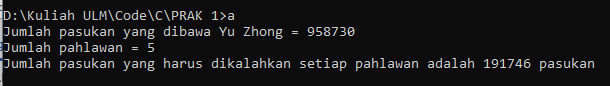 D:\Kuliah ULM\Code\C\PRAK 1>a
Jumlah pasukan yang dibawa Yu Zhong = 958730
Jumlah pahlawan = 5
Jumlah pasukan yang harus dikalahkan setiap pahlawan adalah 191746 pasukan